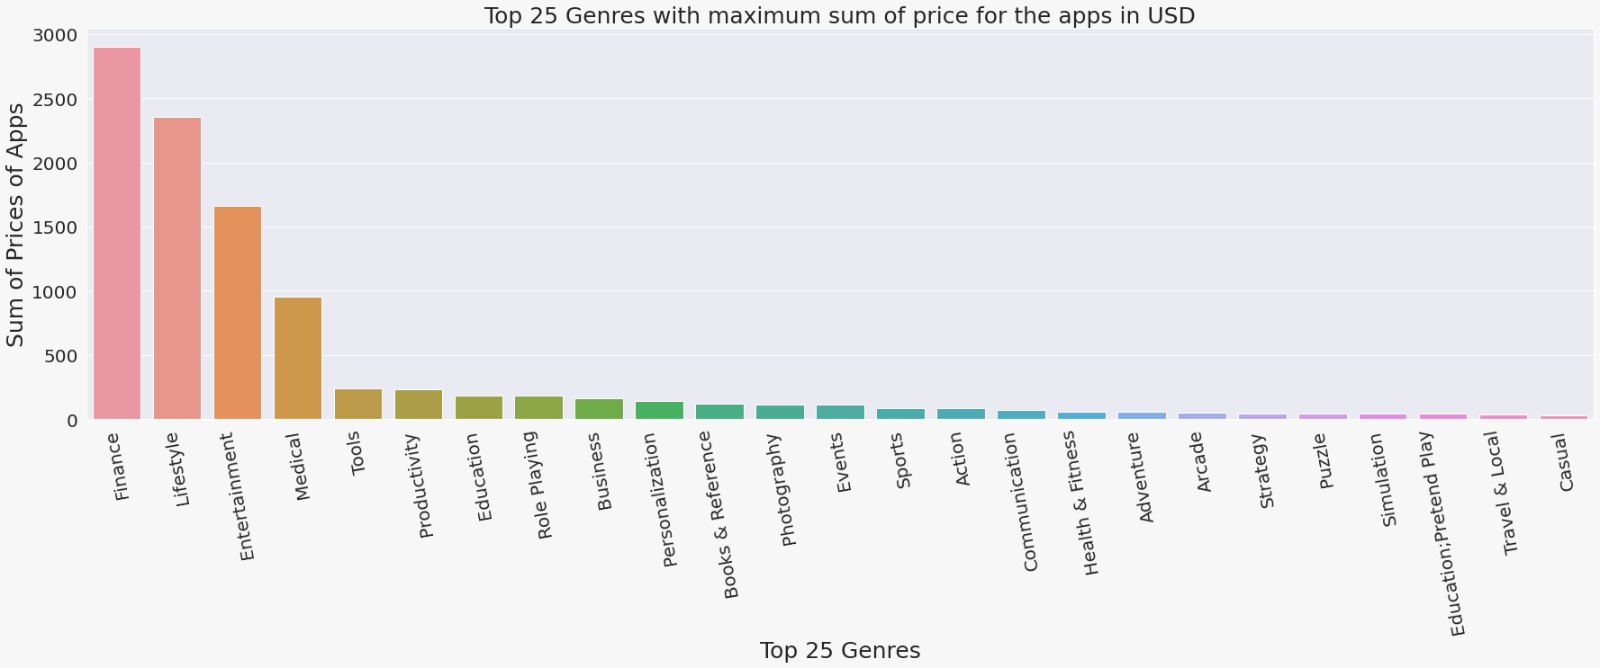 Top 25 Genres with maximum sum of price for the apps in USD
Sum of Prices of Apps
3000
2500
2000
1500
1000
500
0
Finance
Lifestyle
Entertainment
Medical
Tools
Productivity
Education
Role Playing
Business
Personalization
Books & Reference
Photography
Events
Sports
Action
Communication
Health & Fitness
Adventure
Arcade
Strategy
Puzzle
Simulation
Education;Pretend Play
Travel & Local
Casual
Top 25 Genres